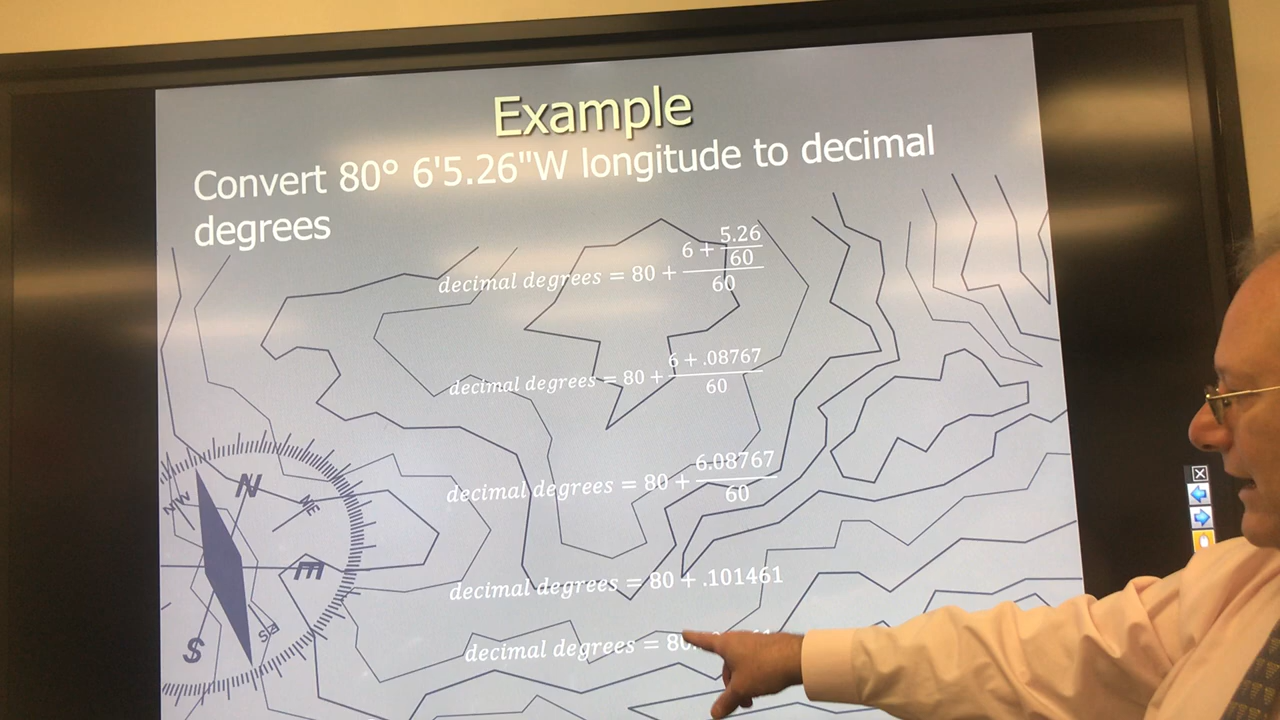 Example
Convert 80° 6'5.26"W longitude to decimal
degrees
decimal degrees = 80 + (6 + 5.26/60)/60
decimal degrees = 80 + (6 + .08767)/60
decimal degrees = 80 + 6.08767/60
decimal degrees = 80 + .101461
decimal degrees = 80.
NW N NE
E
S SE